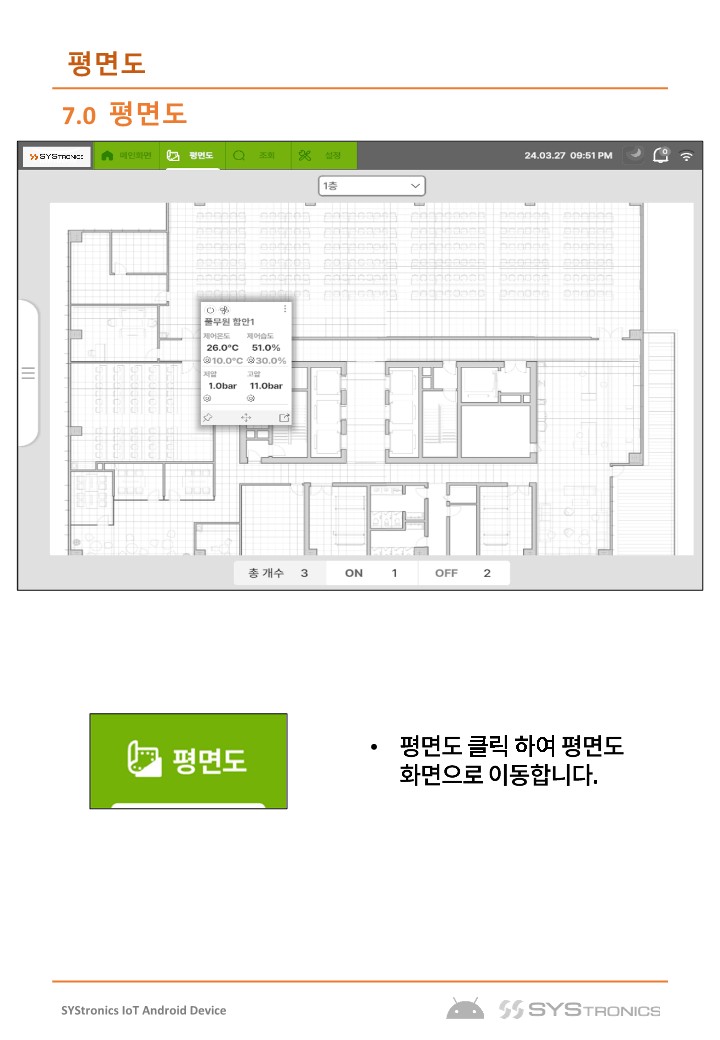 평면도
7.0 평면도
SYSTRONICS 메인화면 평면도 조회 설정 24.03.27 09:51 PM
1층
풀무원 함안1
제어온도 제어습도
26.0°C 51.0%
10.0°C 30.0%
저압 고압
1.0bar 11.0bar
총 개수 3 ON 1 OFF 2
평면도
• 평면도 클릭 하여 평면도
화면으로 이동합니다.
SYStronics IoT Android Device
SYSTRONICS